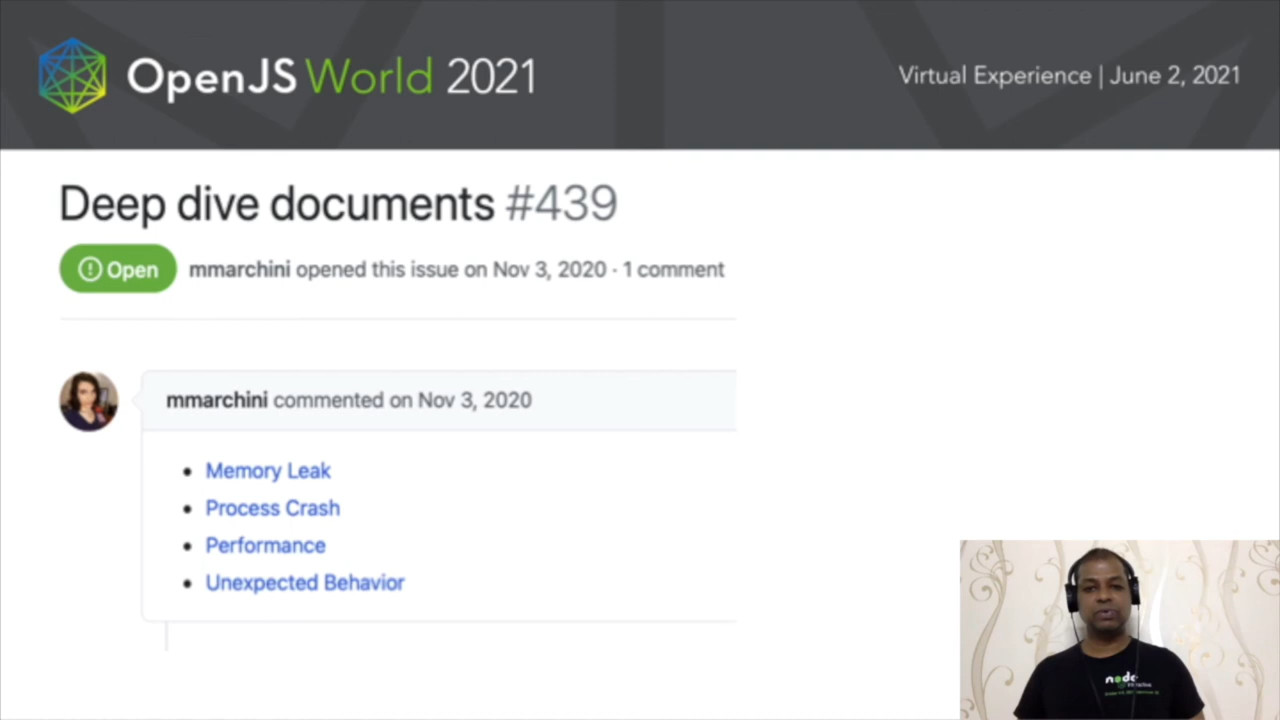 OpenJS World 2021
Virtual Experience | June 2, 2021
Deep dive documents #439
Open
mmarchini opened this issue on Nov 3, 2020 · 1 comment
mmarchini commented on Nov 3, 2020
• Memory Leak
• Process Crash
• Performance
• Unexpected Behavior
node